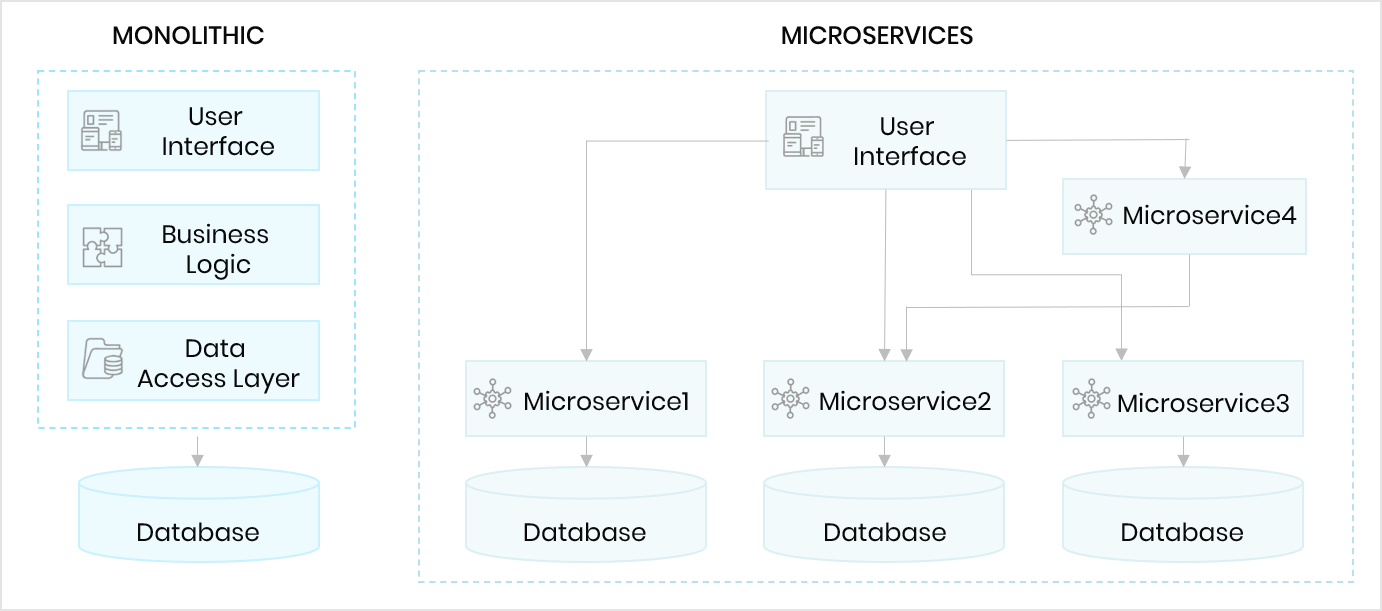 MONOLITHIC
User
Interface
Business
Logic
Data
Access Layer
Database
MICROSERVICES
User
Interface
Microservice4
Microservice1
Microservice2
Microservice3
Database
Database
Database